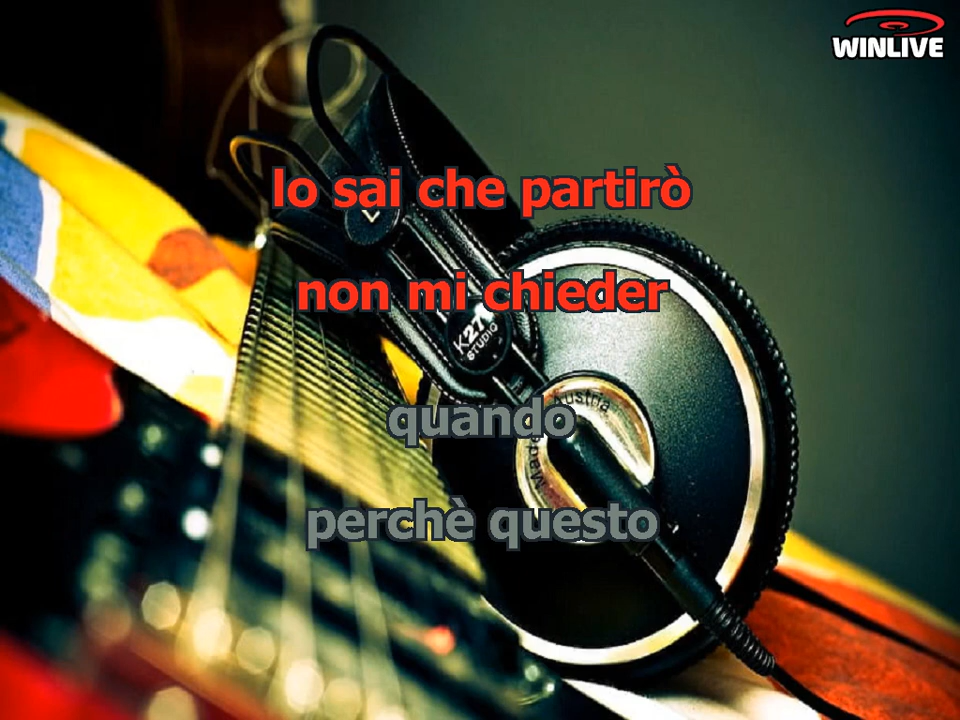 WINLIVE
lo sai che partirò
non mi chieder
quando
perchè questo
K271
STUDIO
Austria